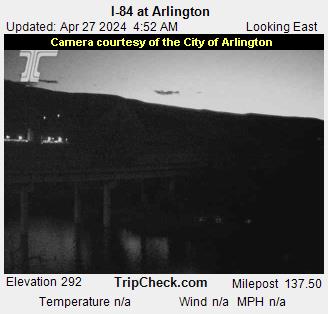 I-84 at Arlington
Updated: Apr 27 2024 4:52 AM Looking East
Camera courtesy of the City of Arlington
Elevation 292 TripCheck.com Milepost 137.50
Temperature n/a Wind n/a MPH n/a